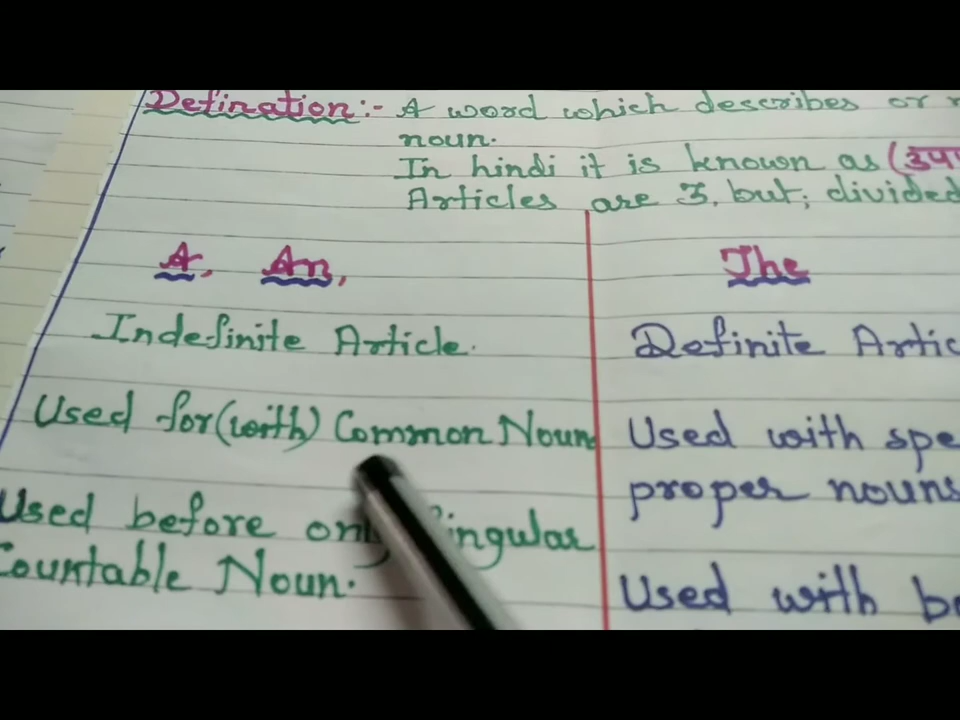 Defination:- A word which describes or
noun.
In hindi it is known as (
Articles are 3, but; divided
A, An,
Indefinite Article.
Used for(with) Common Noun
Used before only Singular
Countable Noun.
The
Definite Artic
Used with spe
proper nouns
Used with be